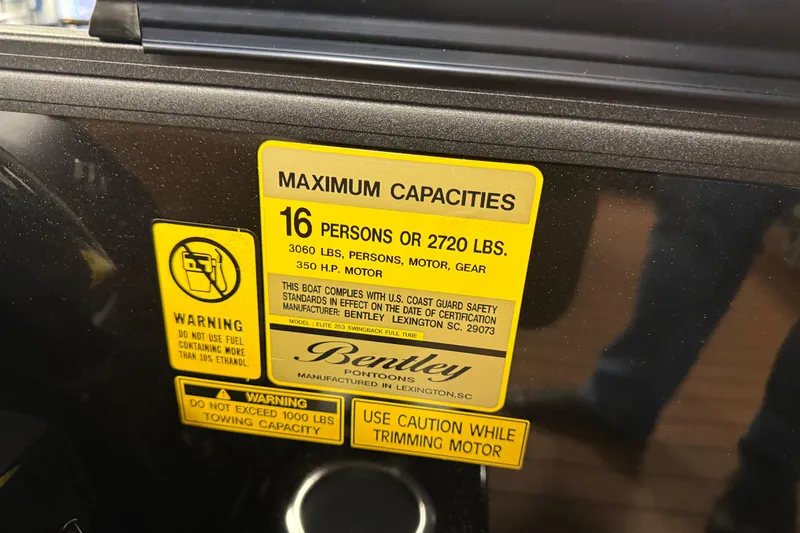 MAXIMUM CAPACITIES
16 PERSONS OR 2720 LBS.
3060 LBS, PERSONS, MOTOR, GEAR
350 H.P. MOTOR
THIS BOAT COMPLIES WITH U.S. COAST GUARD SAFETY
STANDARDS IN EFFECT ON THE DATE OF CERTIFICATION
MANUFACTURER: BENTLEY LEXINGTON SC. 29073
MODEL: ELITE 253 SWINGBACK FULL TUBE
Bentley
PONTOONS
MANUFACTURED IN LEXINGTON,SC
WARNING
DO NOT USE FUEL
CONTAINING MORE
THAN 10% ETHANOL.
WARNING
DO NOT EXCEED 1000 LBS
TOWING CAPACITY
USE CAUTION WHILE
TRIMMING MOTOR